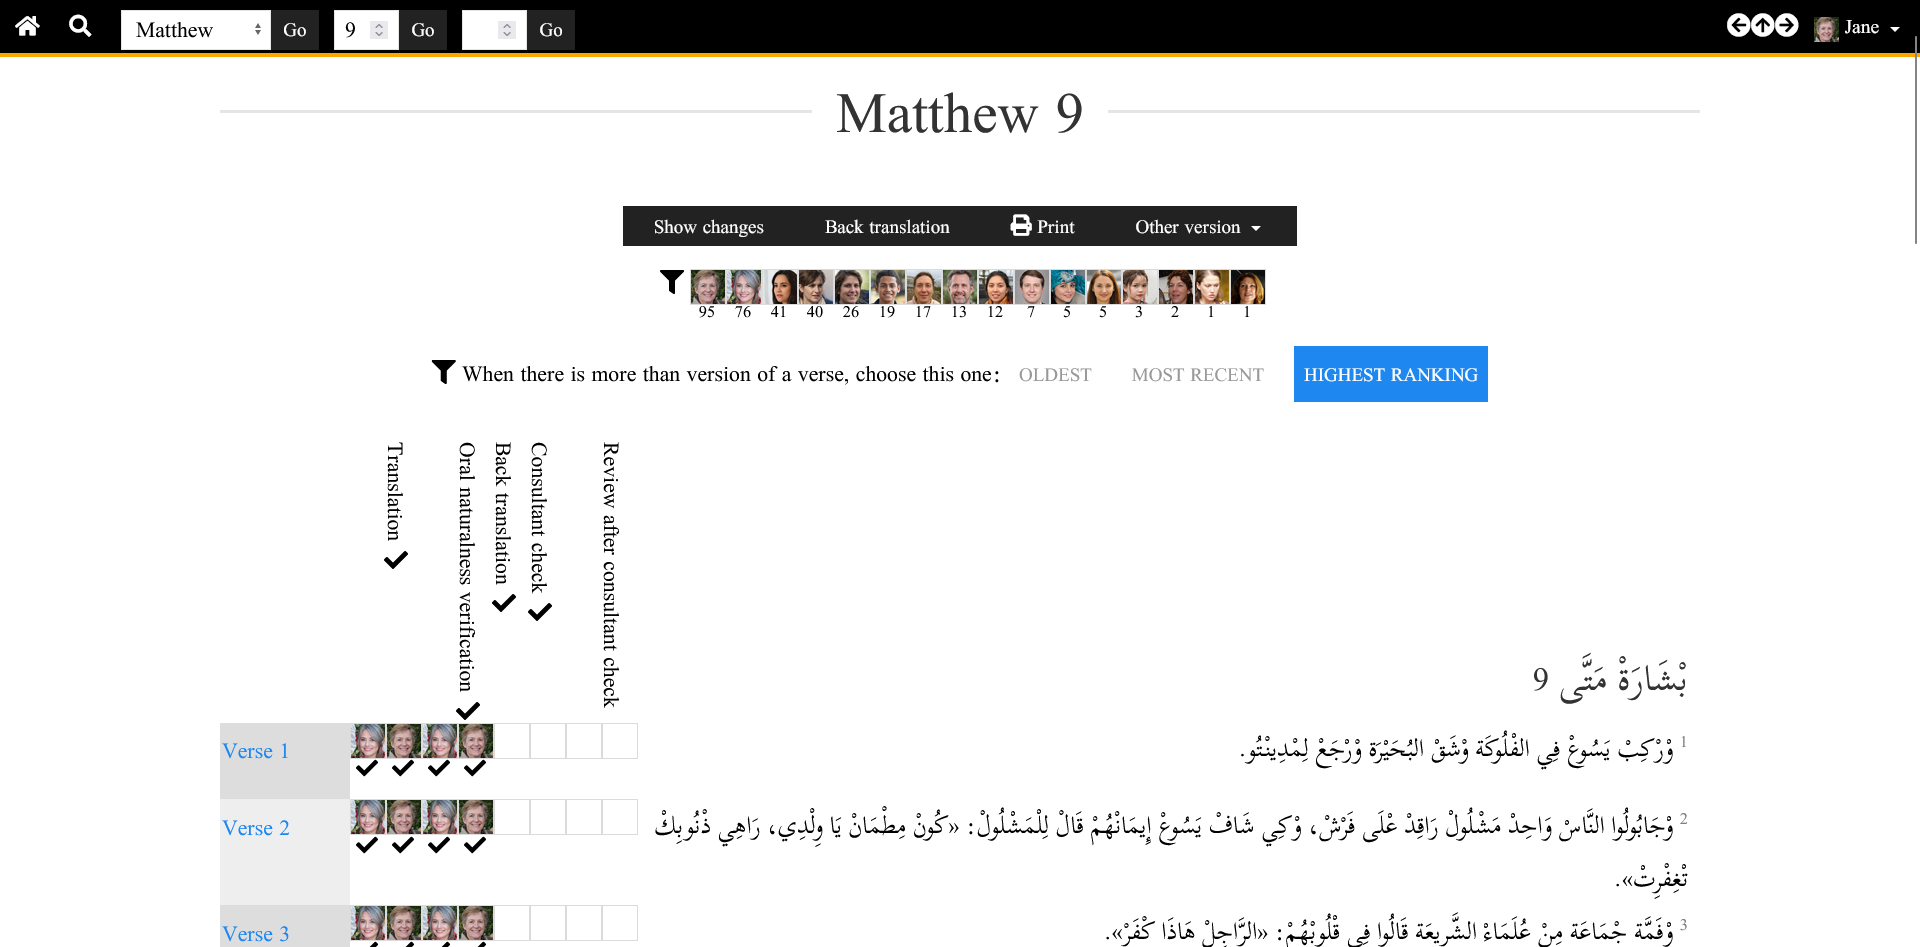 Matthew Go 9 Go Go Jane
Matthew 9
Show changes Back translation Print Other version
95 76 41 40 26 19 17 13 12 7 5 5 3 2 1 1
When there is more than version of a verse, choose this one: OLDEST MOST RECENT HIGHEST RANKING
Translation
Oral naturalness verification
Back translation
Consultant check
Review after consultant check
بْشَارَةْ مَتَّى 9
Verse 1
1 وْرْكِبْ يَسُوعْ فِي الفْلُوكَة وْشَقْ البُحَيْرَة وْرْجَعْ لِمْدِينْتُو.
Verse 2
2 وْجَابُولُوا النَّاسْ وَاحِدْ مَشْلُولْ رَاقِدْ عْلَى فَرْشْ، وْكِي شَافْ يَسُوعْ إِيمَانْهُمْ قَالْ لِلْمَشْلُولْ: «كُونْ مِطْمَانْ يَا وِلْدِي، رَاهِي ذْنُوبِكْ
تْغِفْرِتْ».
Verse 3
3 وْفَمَّة جْمَاعَة مِنْ عُلَمَاءْ الشَّرِيعَة قَالُوا فِي قْلُوبْهُمْ: «الرَّاجِلْ هَاذَا كْفَرْ».